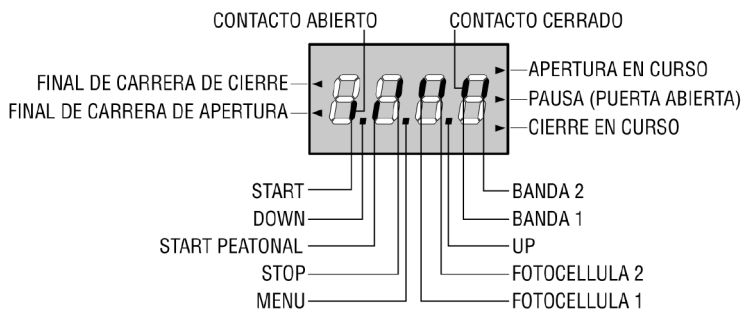 CONTACTO ABIERTO
CONTACTO CERRADO
FINAL DE CARRERA DE CIERRE
FINAL DE CARRERA DE APERTURA
APERTURA EN CURSO
PAUSA (PUERTA ABIERTA)
CIERRE EN CURSO
START
DOWN
START PEATONAL
STOP
MENU
BANDA 2
BANDA 1
UP
FOTOCELLULA 2
FOTOCELLULA 1